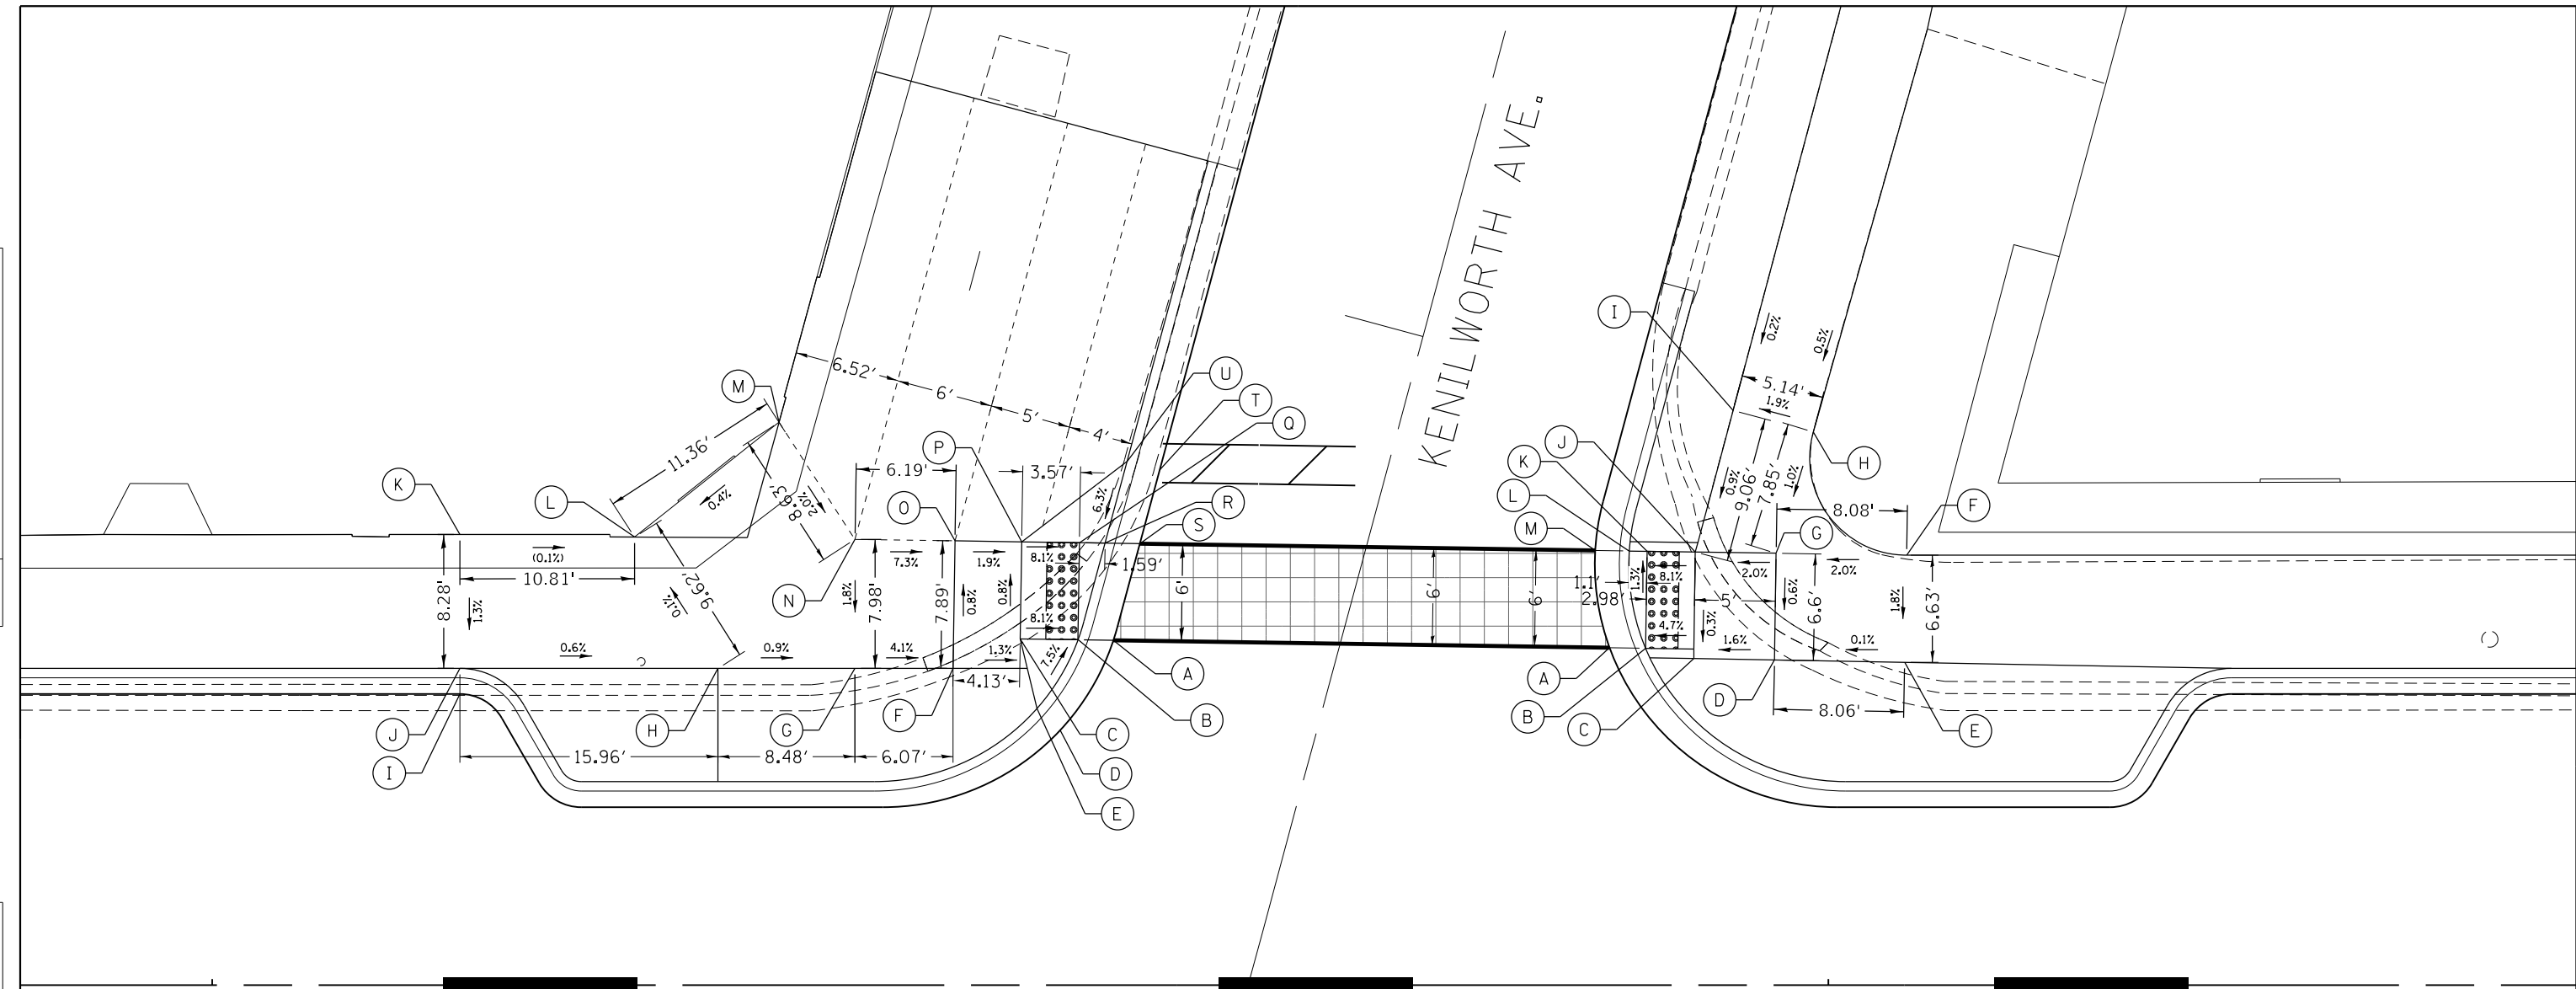 KENILWORTH AVE.
I
0.2%
0.5%
6.52'
6'
5'
4'
5.14'
1.9%
M
U
T
Q
P
11.36'
8.63'
2.0%
0.4%
6.19'
3.57'
6.3%
K
L
O
R
S
J
K
L
M
0.9%
9.06'
7.85'
1.0%
H
8.08'
F
G
(0.1%)
10.81'
8.28'
1.3%
0.1%
9.62'
N
1.8%
7.3%
7.98'
7.89'
0.8%
1.9%
0.8%
8.1%
8.1%
1.59'
6'
6'
6'
1.1'
2.98'
1.3%
8.1%
4.7%
2.0%
5'
0.3%
1.6%
0.6%
6.6'
2.0%
0.1%
1.8%
6.63'
0.6%
0.9%
4.1%
1.3%
7.5%
4.13'
A
B
C
D
E
F
G
H
J
I
15.96'
8.48'
6.07'
A
B
C
D
8.06'
E